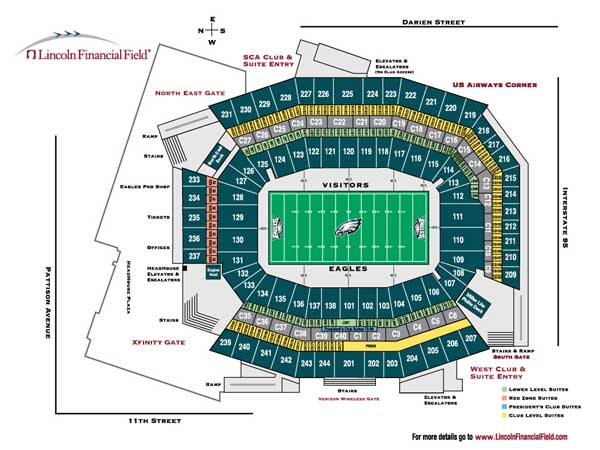 DARIEN STREET
E
N S
W
Lincoln Financial Field®
SCA CLUB &
SUITE ENTRY
ELEVATOR &
ESCALATORS
(NO CLUB ACCESS)
US AIRWAYS CORNER
NORTH EAST GATE
231 230 229 228 227 226 225 224 223 222 221 220 219 218 217 216 215 214 213 212 211 210 209
C27 C26 C24 C23 C22 C21 C20 C19 C18 C16 C15 C14 C13 C12
RAMP
STAIRS
127 126 125 124 123 122 121 120 119 118 117 116 115 114 113 112 111 110 109 108 107 106
VISITORS
EAGLES PRO SHOP
233
234
235
236
237
128
129
130
131
132
TICKETS
OFFICES
EAGLES
HEADHOUSE
ELEVATOR &
ESCALATORS
Eagles
Nest
HEADHOUSE PLAZA
PATTISON AVENUE
INTERSTATE 95
Miller Lite
Phlite Deck
133 134 135 136 137 138 101 102 103 104 105
C35 C36 C38 C39 C40 C1 C2 C3 C4 C5 C6
PRESS
STAIRS
XFINITY GATE
239 240 241 242 243 244 201 202 203 204 205 206 207
STAIRS & RAMP
SOUTH GATE
WEST CLUB &
SUITE ENTRY
RAMP
STAIRS
VERIZON WIRELESS GATE
ELEVATOR &
ESCALATORS
LOWER LEVEL SUITES
RED ZONE SUITES
PRESIDENT'S CLUB SUITES
CLUB LEVEL SUITES
11TH STREET
For more details go to www.LincolnFinancialField.com